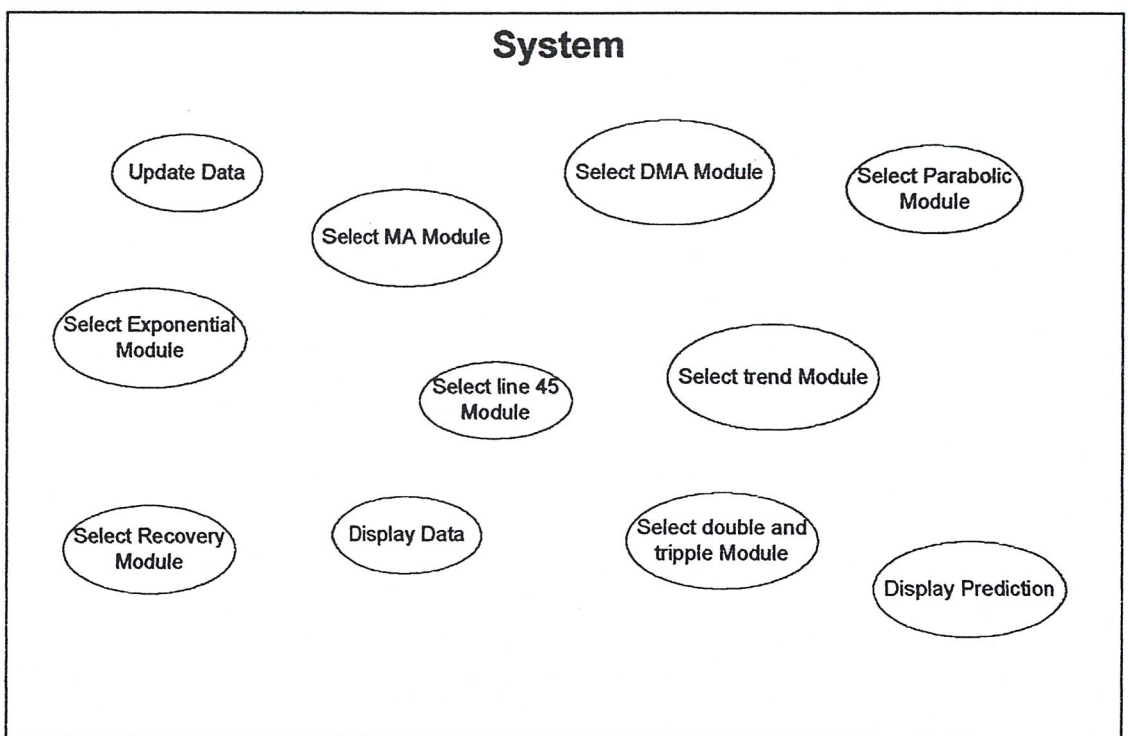 System
Update Data
Select DMA Module
Select Parabolic
Module
Select MA Module
Select Exponential
Module
Select line 45
Module
Select trend Module
Select Recovery
Module
Display Data
Select double and
tripple Module
Display Prediction